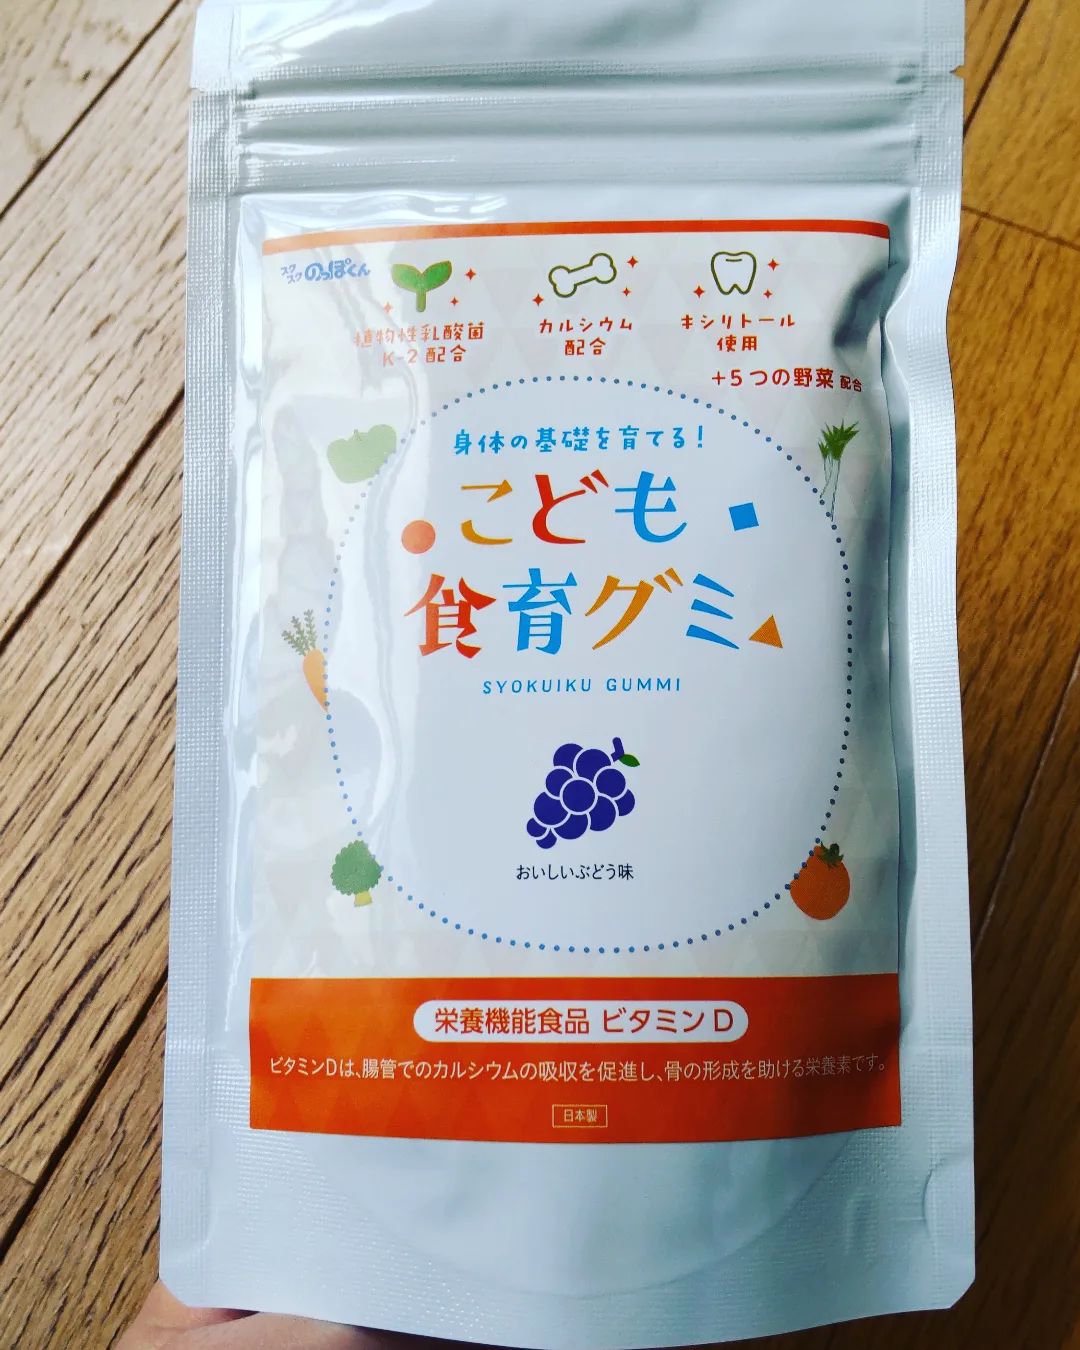 スクスク のっぽくん
植物性乳酸菌
K-2 配合
カルシウム
配合
キシリトール
使用
+5つの野菜 配合
身体の基礎を育てる!
こども
食育グミ
SYOKUIKU GUMMI
おいしいぶどう味
栄養機能食品 ビタミンD
ビタミンDは、腸管でのカルシウムの吸収を促進し、骨の形成を助ける栄養素です。
日本製